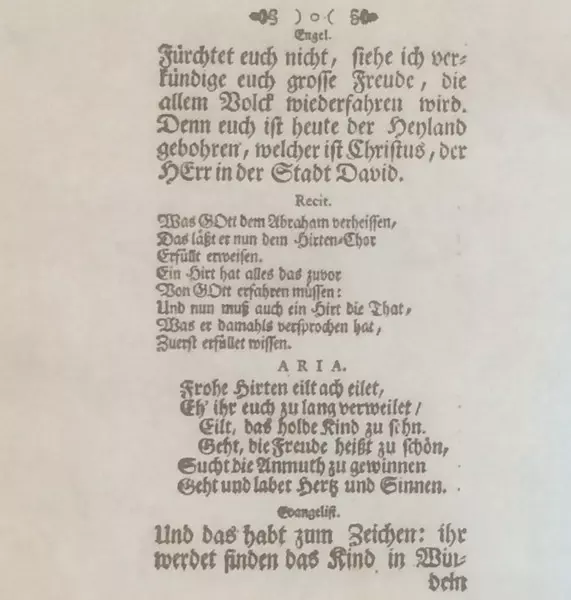 ) o (
Engel.
Fürchtet euch nicht, siehe ich ver-
kündige euch grosse Freude, die
allem Volck wiederfahren wird.
Denn euch ist heute der Heyland
gebohren, welcher ist Christus, der
HErr in der Stadt David.
Recit.
Was GOtt dem Abraham verheissen,
Das läßt er nun dem Hirten-Chor
Erfüllt erweisen.
Ein Hirt hat alles das zuvor
Von GOtt erfahren müssen:
Und nun muß auch ein Hirt die That,
Was er damahls versprochen hat,
Zuerst erfüllet wissen.
ARIA.
Frohe Hirten eilt ach eilet,
Eh' ihr euch zu lang verweilet/
Eilt, das holde Kind zu sehn.
Geht, die Freude heißt zu schön,
Sucht die Anmuth zu gewinnen
Geht und labet Hertz und Sinnen.
Evangelist.
Und das habt zum Zeichen: ihr
werdet finden das Kind in Win-
deln